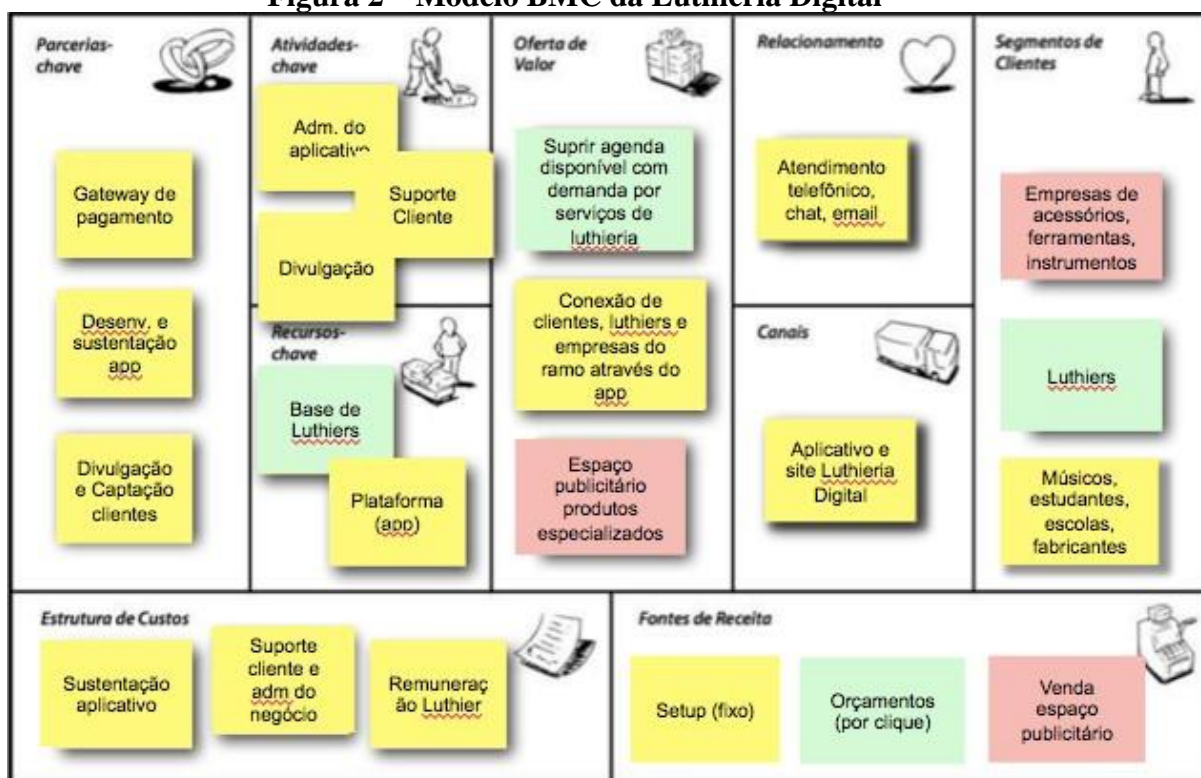 Figura 2 – Modelo BMC da Luthieria Digital
Parcerias-
chave
Gateway de
pagamento
Desenv. e
sustentação
app
Divulgação
e Captação
clientes
Atividades-
chave
Adm. do
aplicativo
Suporte
Cliente
Divulgação
Recursos-
chave
Base de
Luthiers
Plataforma
(app)
Oferta de
Valor
Suprir agenda
disponível com
demanda por
serviços de
luthieria
Conexão de
clientes, luthiers e
empresas do
ramo através do
app
Espaço
publicitário
produtos
especializados
Relacionamento
Atendimento
telefônico,
chat, email
Canais
Aplicativo e
site Luthieria
Digital
Segmentos de
Clientes
Empresas de
acessórios,
ferramentas,
instrumentos
Luthiers
Músicos,
estudantes,
escolas,
fabricantes
Estrutura de Custos
Sustentação
aplicativo
Suporte
cliente e
adm do
negócio
Remuneraç
ão Luthier
Fontes de Receita
Setup (fixo)
Orçamentos
(por clique)
Venda
espaço
publicitário